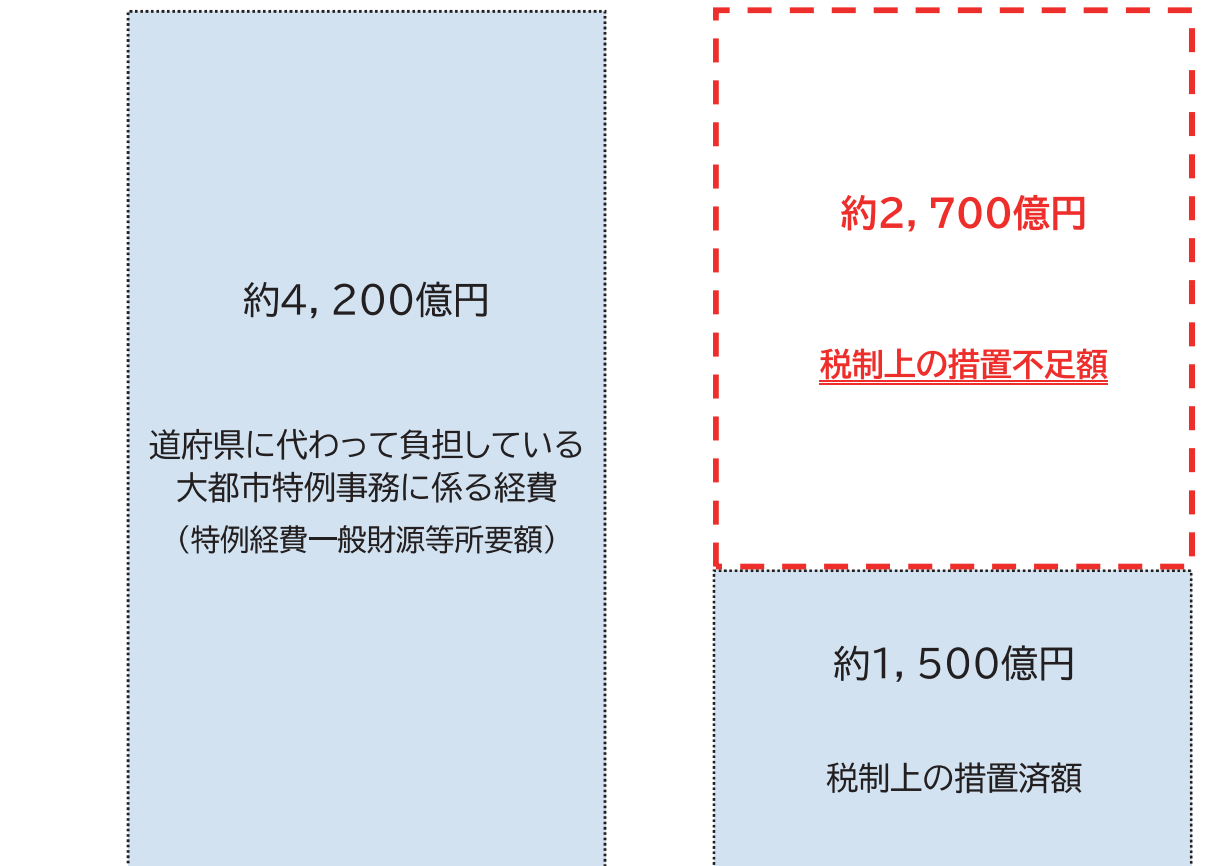 約4，200億円
道府県に代わって負担している
大都市特例事務に係る経費
（特例経費一般財源等所要額）
約2，700億円
税制上の措置不足額
約1，500億円
税制上の措置済額